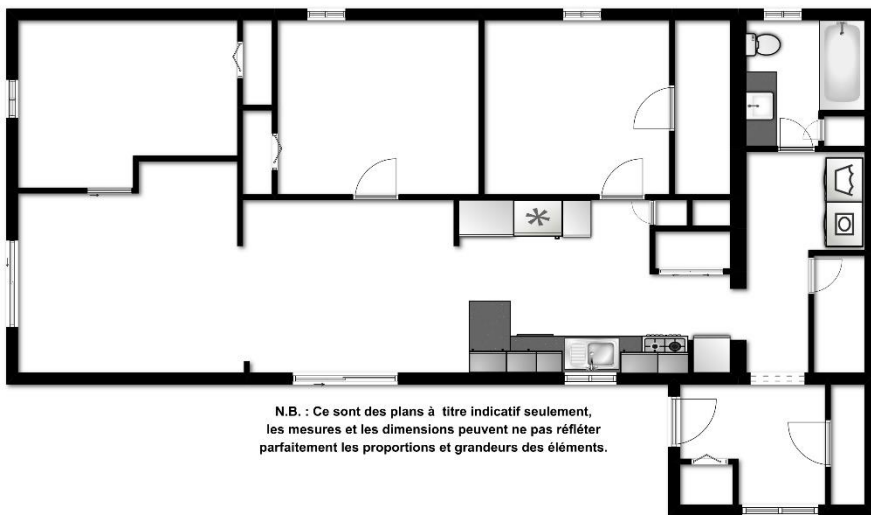 N.B. : Ce sont des plans à titre indicatif seulement,
les mesures et les dimensions peuvent ne pas réfléter
parfaitement les proportions et grandeurs des éléments.